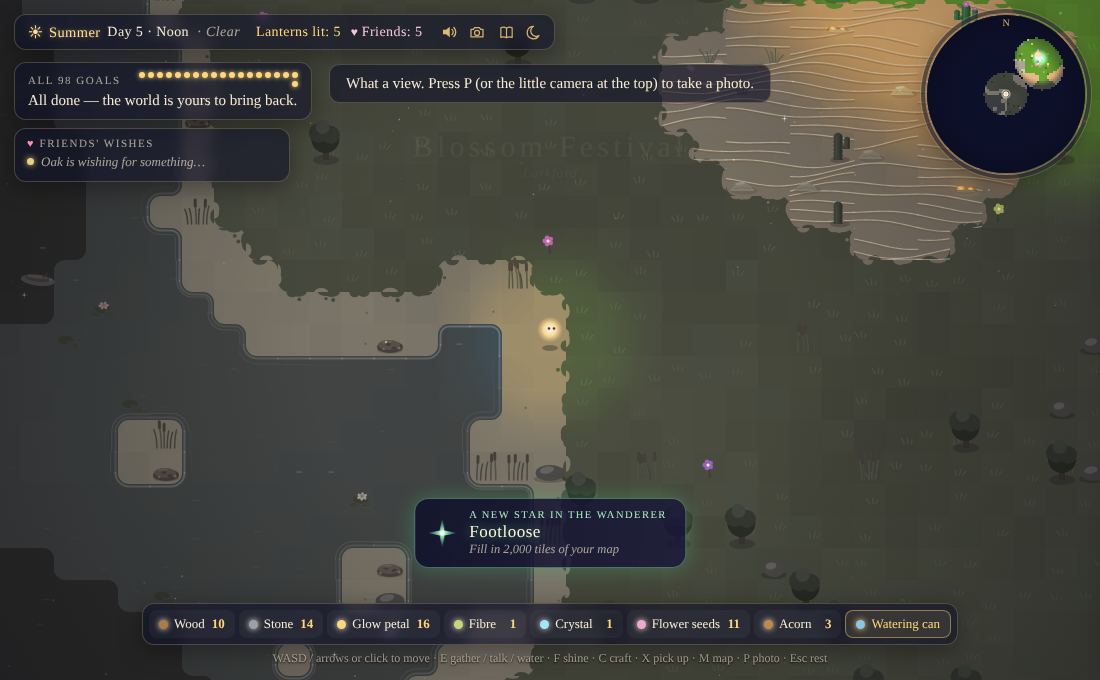 Summer Day 5 · Noon · Clear Lanterns lit: 5 ♥ Friends: 5
N
ALL 98 GOALS
All done — the world is yours to bring back.
What a view. Press P (or the little camera at the top) to take a photo.
♥ FRIENDS' WISHES
Oak is wishing for something…
Blossom Festival
A NEW STAR IN THE WANDERER
Footloose
Fill in 2,000 tiles of your map
Wood 10 Stone 14 Glow petal 16 Fibre 1 Crystal 1 Flower seeds 11 Acorn 3 Watering can
WASD / arrows or click to move · E gather / talk / water · F shine · C craft · X pick up · M map · P photo · Esc rest